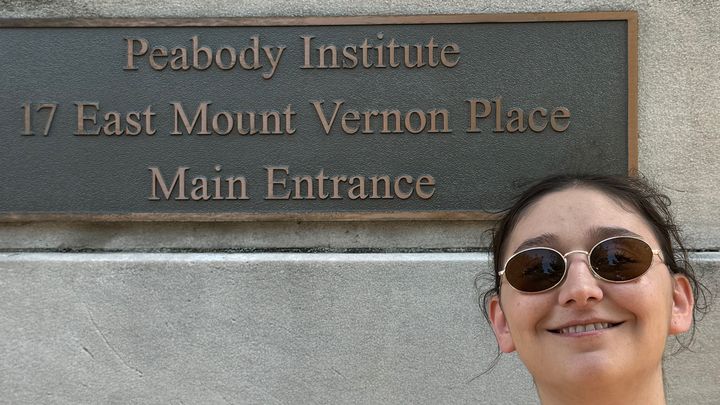 Peabody Institute
17 East Mount Vernon Place
Main Entrance